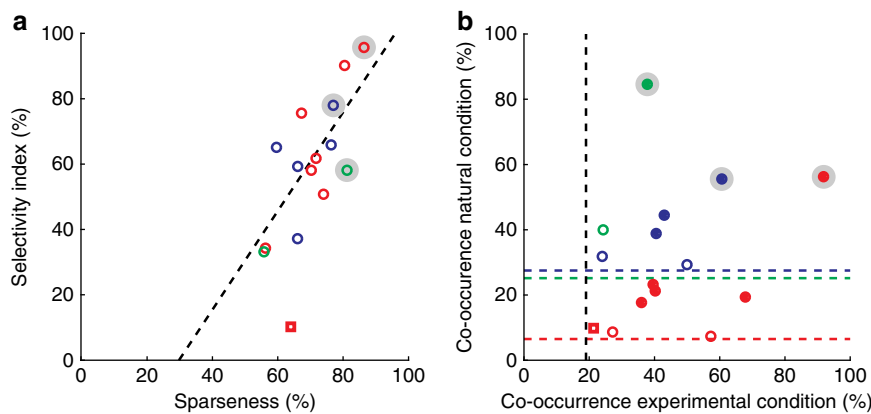 a
Selectivity index (%)
100
80
60
40
20
0
0 20 40 60 80 100
Sparseness (%)
b
Co-occurrence natural condition (%)
100
80
60
40
20
0
0 20 40 60 80 100
Co-occurrence experimental condition (%)